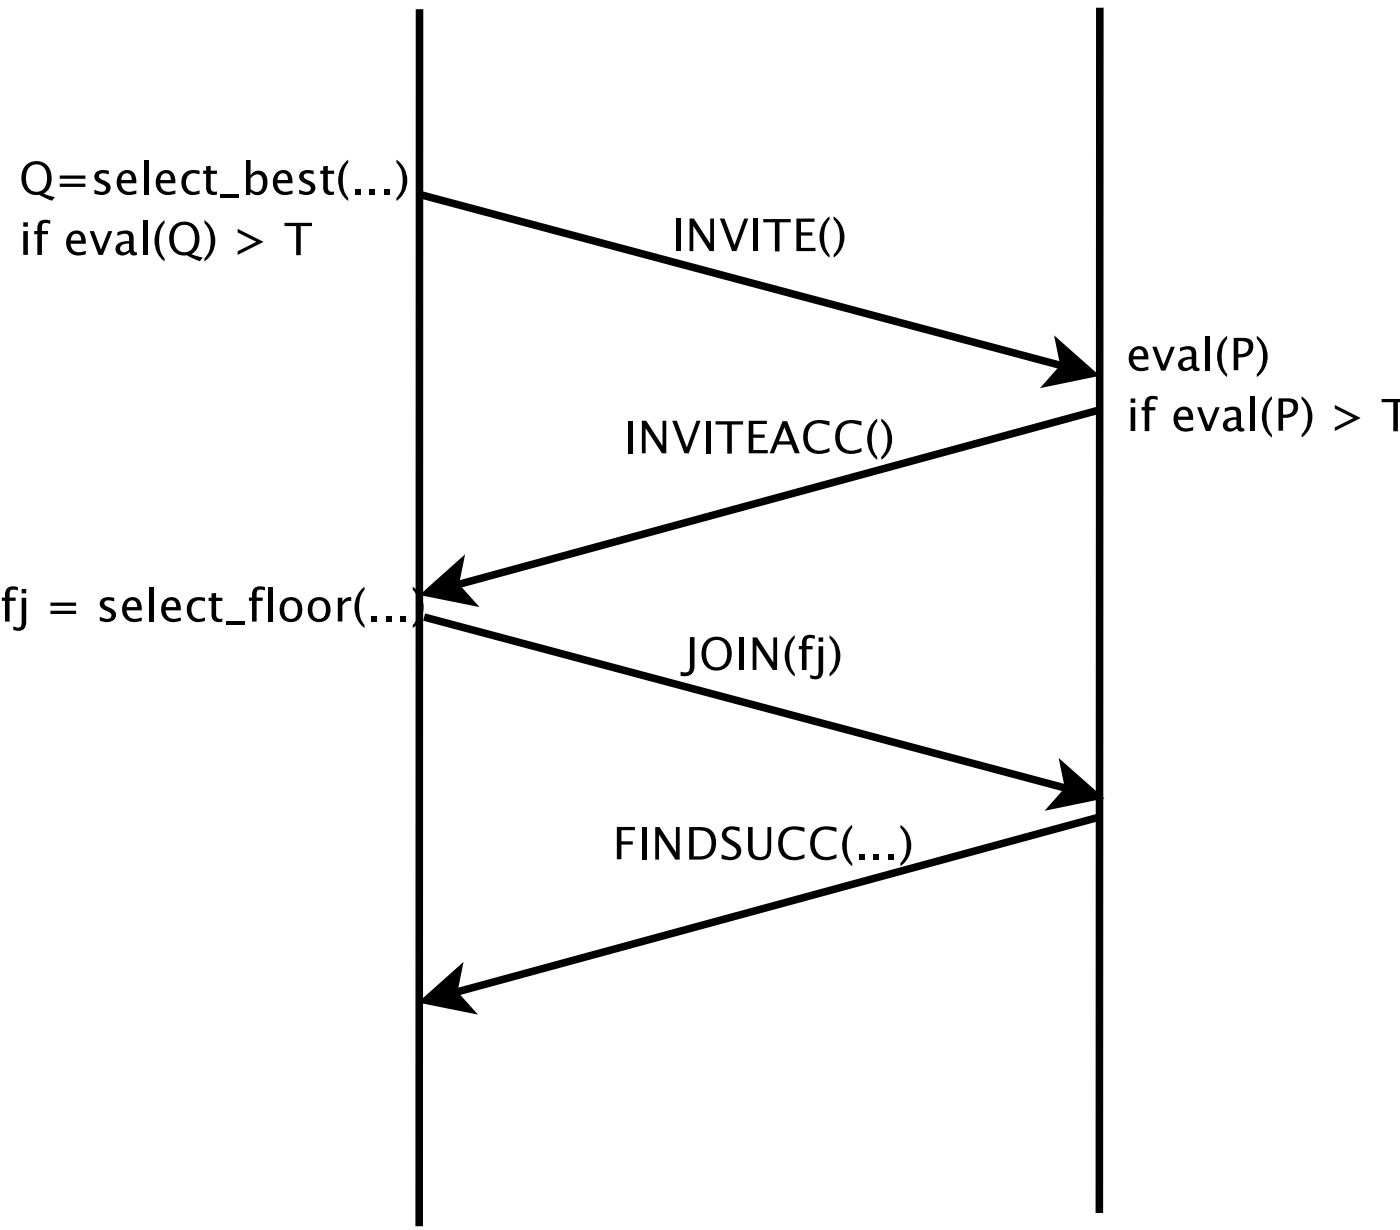 Q=select_best(...)
if eval(Q) > T
INVITE()
eval(P)
if eval(P) > T
INVITEACC()
fj = select_floor(...)
JOIN(fj)
FINDSUCC(...)